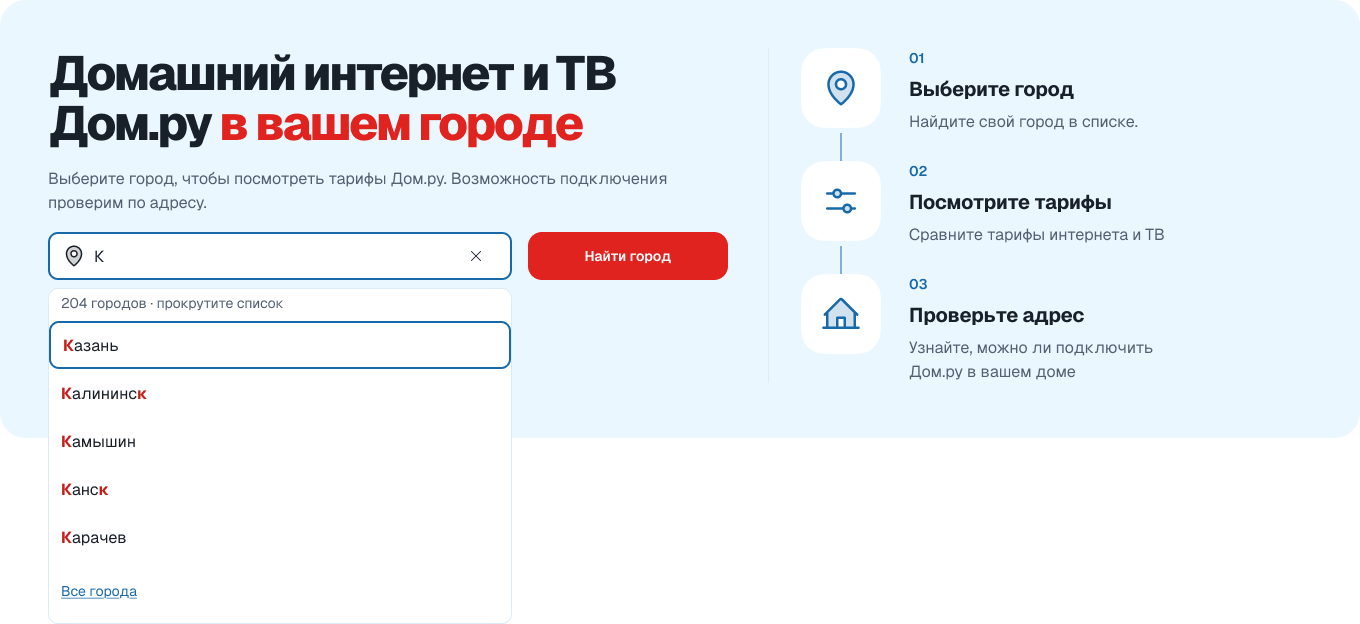 Домашний интернет и ТВ
Дом.ру в вашем городе
Выберите город, чтобы посмотреть тарифы Дом.ру. Возможность подключения
проверим по адресу.
К
Найти город
204 городов · прокрутите список
Казань
Калининск
Камышин
Канск
Карачев
Все города
01
Выберите город
Найдите свой город в списке.
02
Посмотрите тарифы
Сравните тарифы интернета и ТВ
03
Проверьте адрес
Узнайте, можно ли подключить
Дом.ру в вашем доме